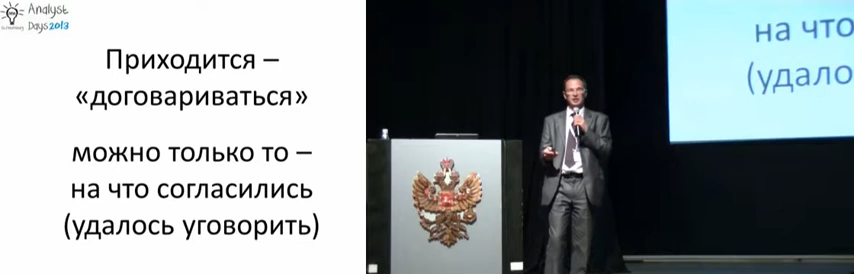 Analyst
Days 2013
Приходится –
«договариваться»
можно только то –
на что согласились
(удалось уговорить)
на что
(удало